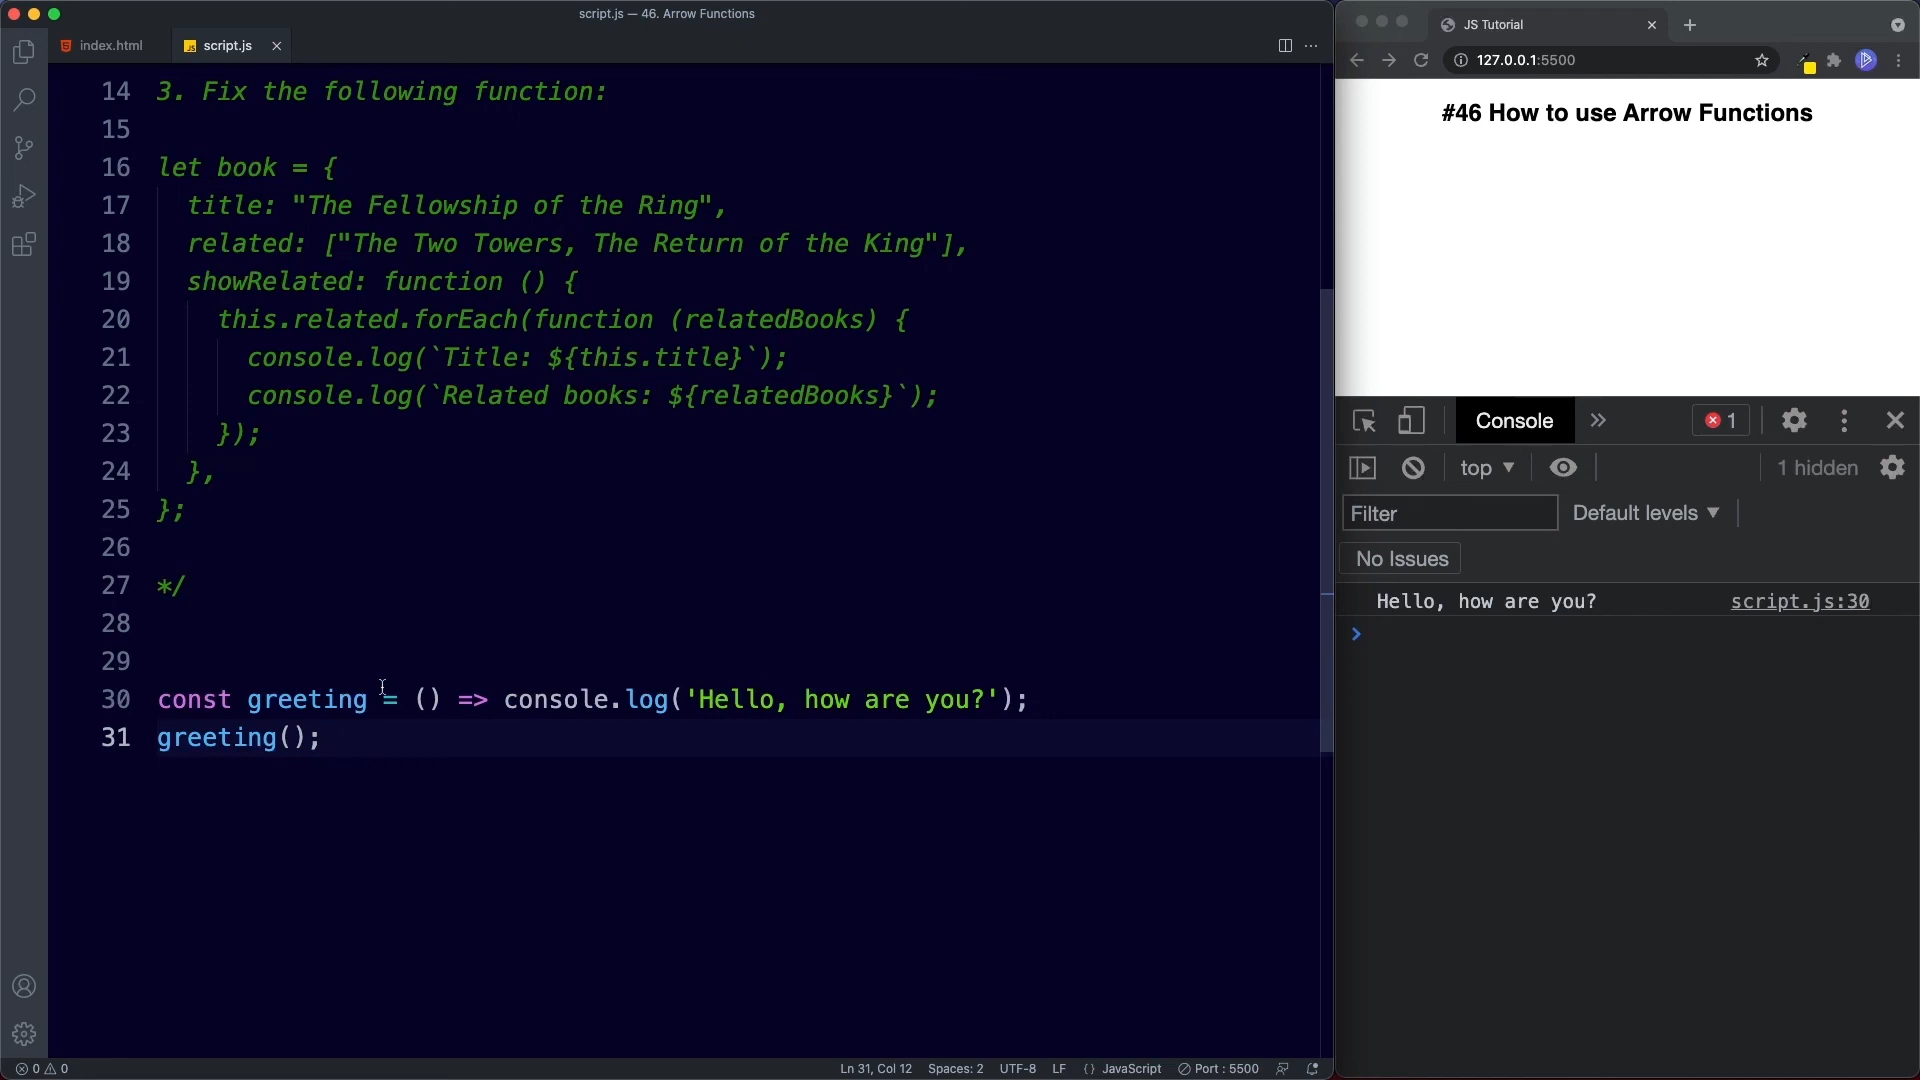 script.js — 46. Arrow Functions
index.html
script.js
14 3. Fix the following function:
15
16 let book = {
17 title: "The Fellowship of the Ring",
18 related: ["The Two Towers, The Return of the King"],
19 showRelated: function () {
20 this.related.forEach(function (relatedBooks) {
21 console.log(`Title: ${this.title}`);
22 console.log(`Related books: ${relatedBooks}`);
23 });
24 },
25 };
26
27 */
28
29
30 const greeting = () => console.log('Hello, how are you?');
31 greeting();
0 0
Ln 31, Col 12 Spaces: 2 UTF-8 LF {} JavaScript Port : 5500
JS Tutorial
127.0.0.1:5500
#46 How to use Arrow Functions
Console 1
top 1 hidden
Filter Default levels
No Issues
Hello, how are you? script.js:30